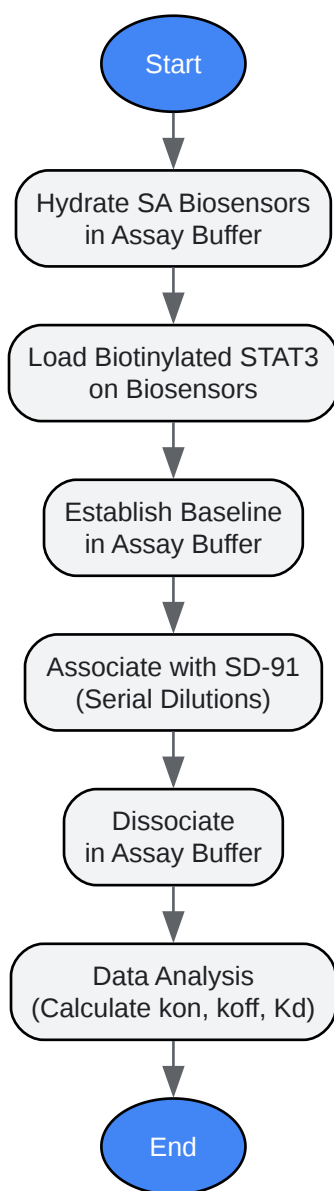 Start
Hydrate SA Biosensors
in Assay Buffer
Load Biotinylated STAT3
on Biosensors
Establish Baseline
in Assay Buffer
Associate with SD-91
(Serial Dilutions)
Dissociate
in Assay Buffer
Data Analysis
(Calculate kon, koff, Kd)
End